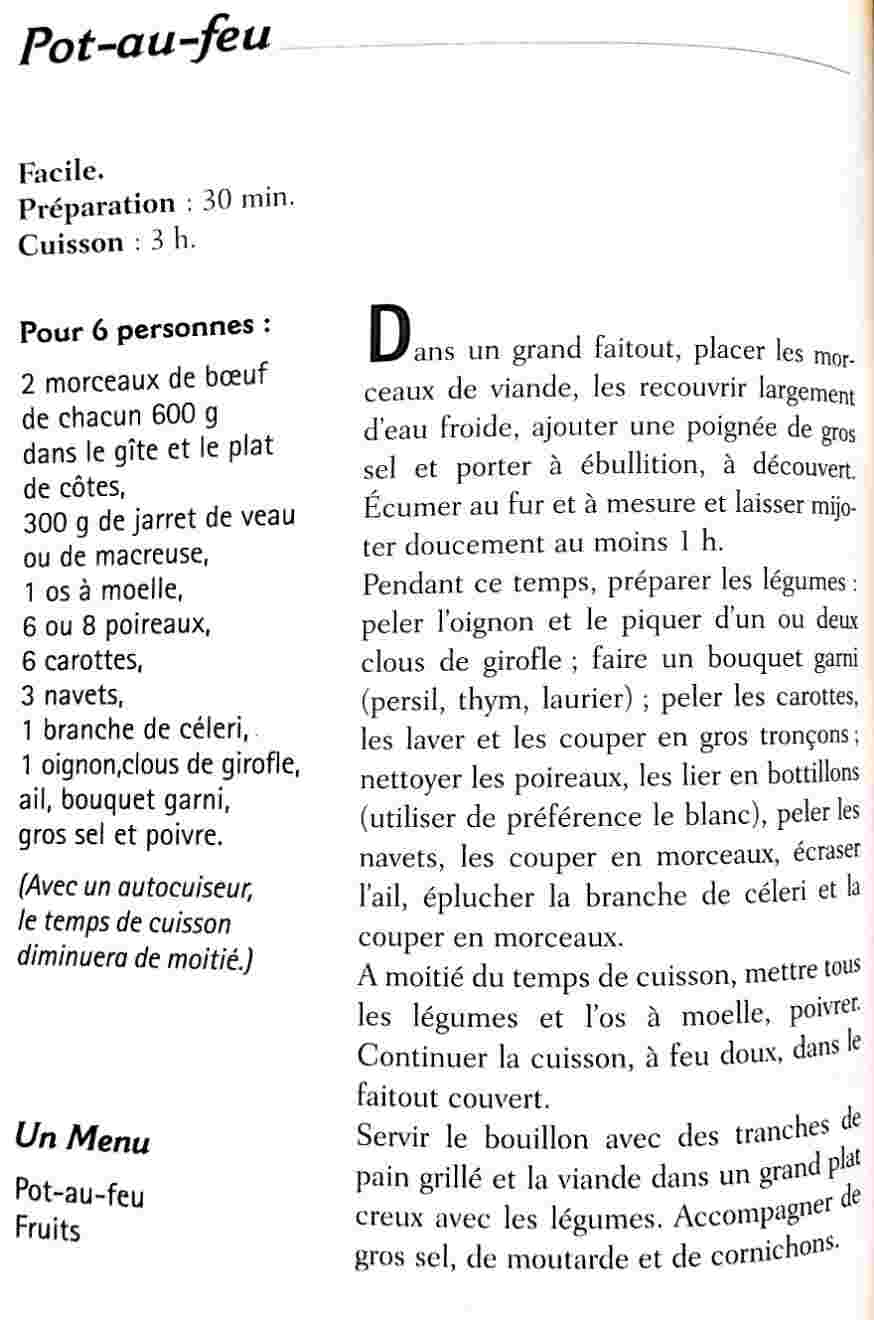 Pot-au-feu
Facile.
Préparation : 30 min.
Cuisson : 3 h.
Pour 6 personnes :
2 morceaux de bœuf
de chacun 600 g
dans le gîte et le plat
de côtes,
300 g de jarret de veau
ou de macreuse,
1 os à moelle,
6 ou 8 poireaux,
6 carottes,
3 navets,
1 branche de céleri,
1 oignon,clous de girofle,
ail, bouquet garni,
gros sel et poivre.
(Avec un autocuiseur,
le temps de cuisson
diminuera de moitié.)
Un Menu
Pot-au-feu
Fruits
Dans un grand faitout, placer les mor-
ceaux de viande, les recouvrir largement
d'eau froide, ajouter une poignée de gros
sel et porter à ébullition, à découvert.
Écumer au fur et à mesure et laisser mijo-
ter doucement au moins 1 h.
Pendant ce temps, préparer les légumes :
peler l'oignon et le piquer d'un ou deux
clous de girofle ; faire un bouquet garni
(persil, thym, laurier) ; peler les carottes,
les laver et les couper en gros tronçons ;
nettoyer les poireaux, les lier en bottillons
(utiliser de préférence le blanc), peler les
navets, les couper en morceaux, écraser
l'ail, éplucher la branche de céleri et la
couper en morceaux.
A moitié du temps de cuisson, mettre tous
les légumes et l'os à moelle, poivrer.
Continuer la cuisson, à feu doux, dans le
faitout couvert.
Servir le bouillon avec des tranches de
pain grillé et la viande dans un grand plat
creux avec les légumes. Accompagner de
gros sel, de moutarde et de cornichons.